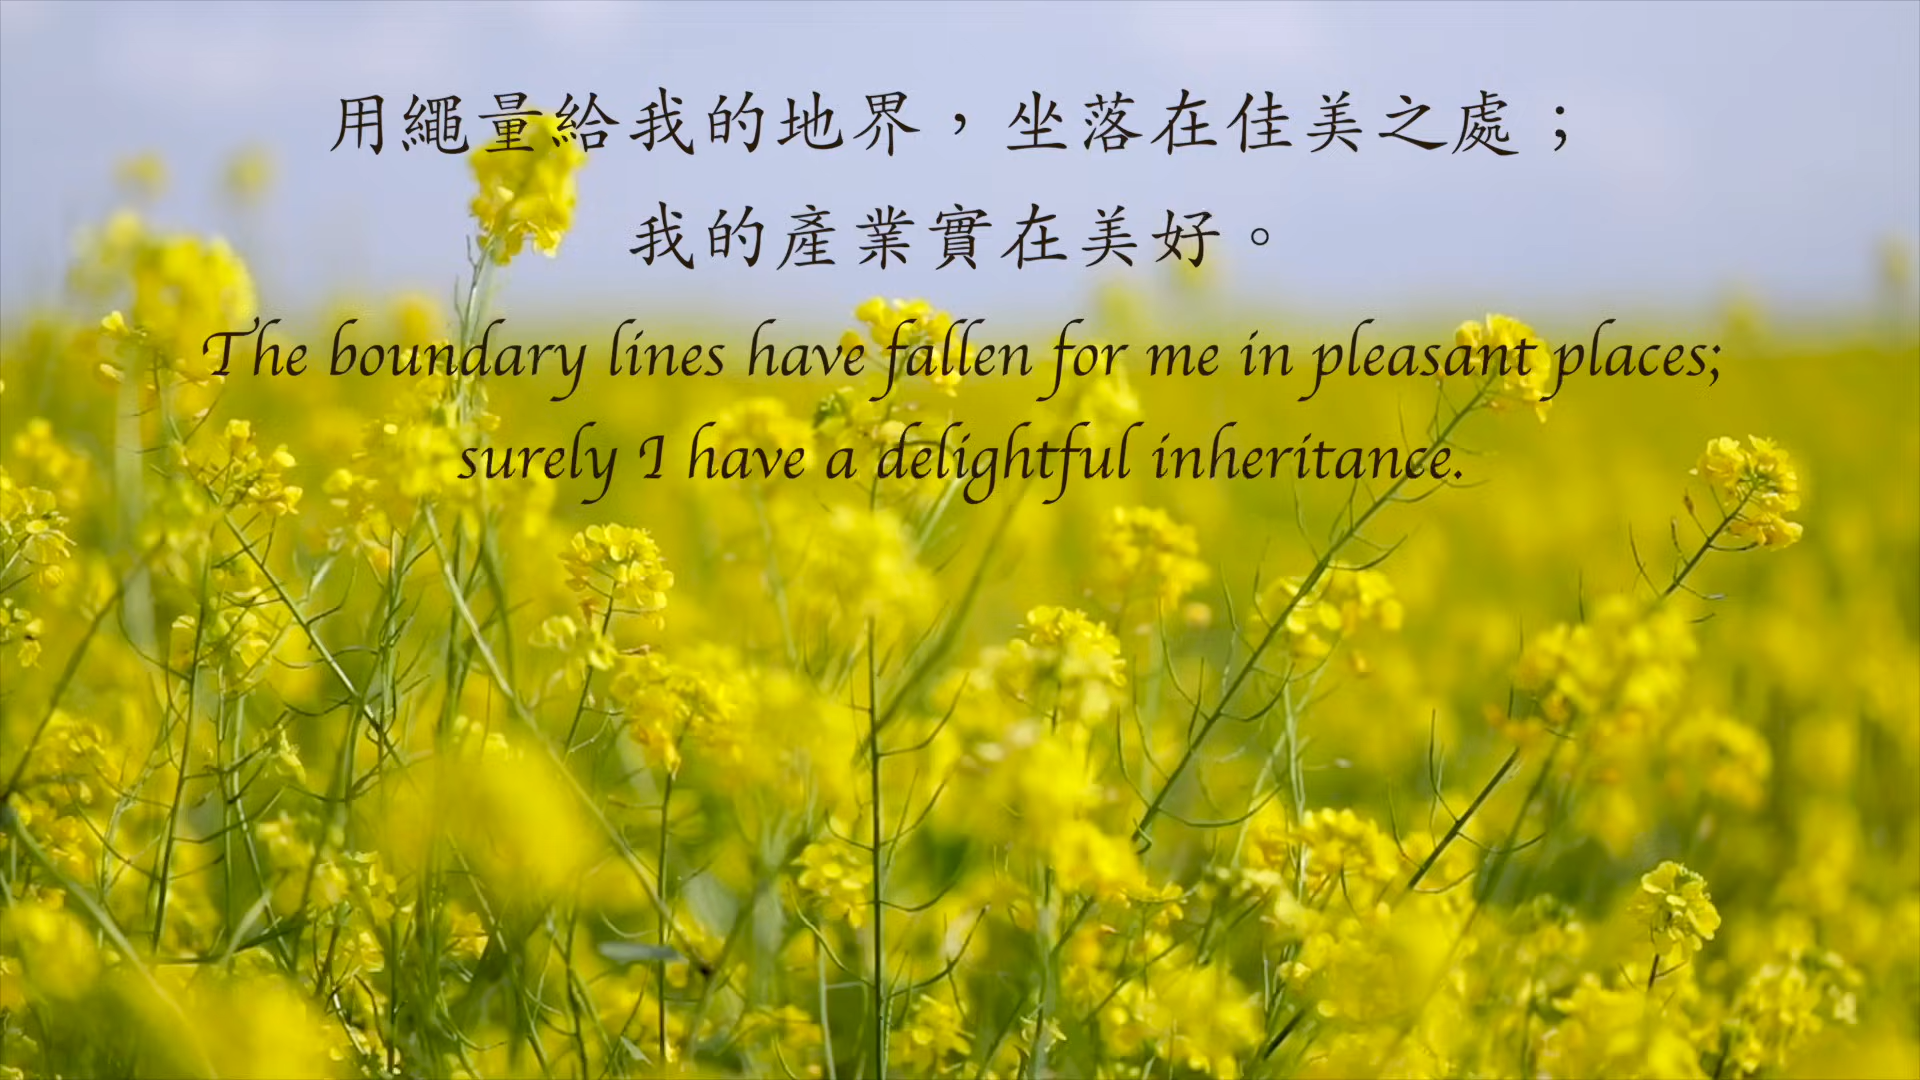 用繩量給我的地界，坐落在佳美之處；
我的產業實在美好。
The boundary lines have fallen for me in pleasant places;
surely I have a delightful inheritance.